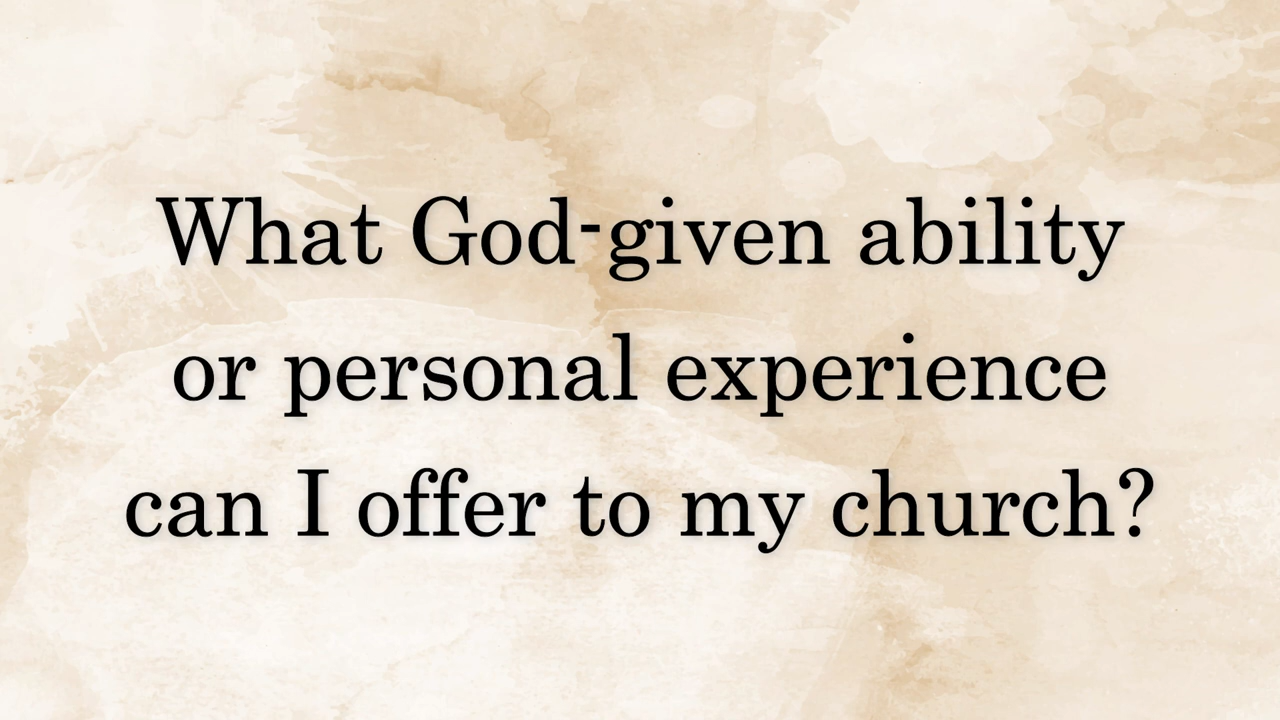 What God-given ability
or personal experience
can I offer to my church?